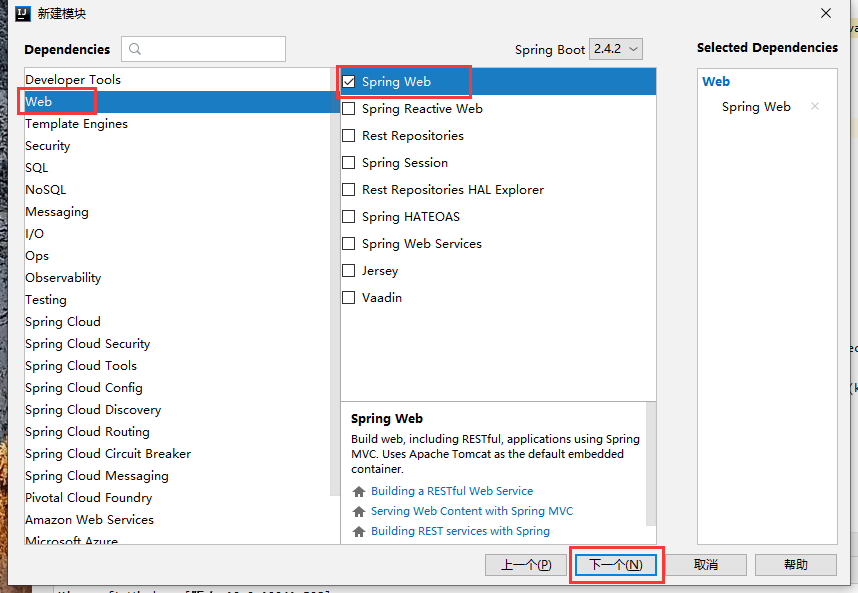 新建模块
Dependencies
Spring Boot 2.4.2
Selected Dependencies
Developer Tools
Web
Template Engines
Security
SQL
NoSQL
Messaging
I/O
Ops
Observability
Testing
Spring Cloud
Spring Cloud Security
Spring Cloud Tools
Spring Cloud Config
Spring Cloud Discovery
Spring Cloud Routing
Spring Cloud Circuit Breaker
Spring Cloud Messaging
Pivotal Cloud Foundry
Amazon Web Services
Microsoft Azure
Spring Web
Spring Reactive Web
Rest Repositories
Spring Session
Rest Repositories HAL Explorer
Spring HATEOAS
Spring Web Services
Jersey
Vaadin
Spring Web
Build web, including RESTful, applications using Spring
MVC. Uses Apache Tomcat as the default embedded
container.
Building a RESTful Web Service
Serving Web Content with Spring MVC
Building REST services with Spring
Web
Spring Web
上一个(P)
下一个(N)
取消
帮助